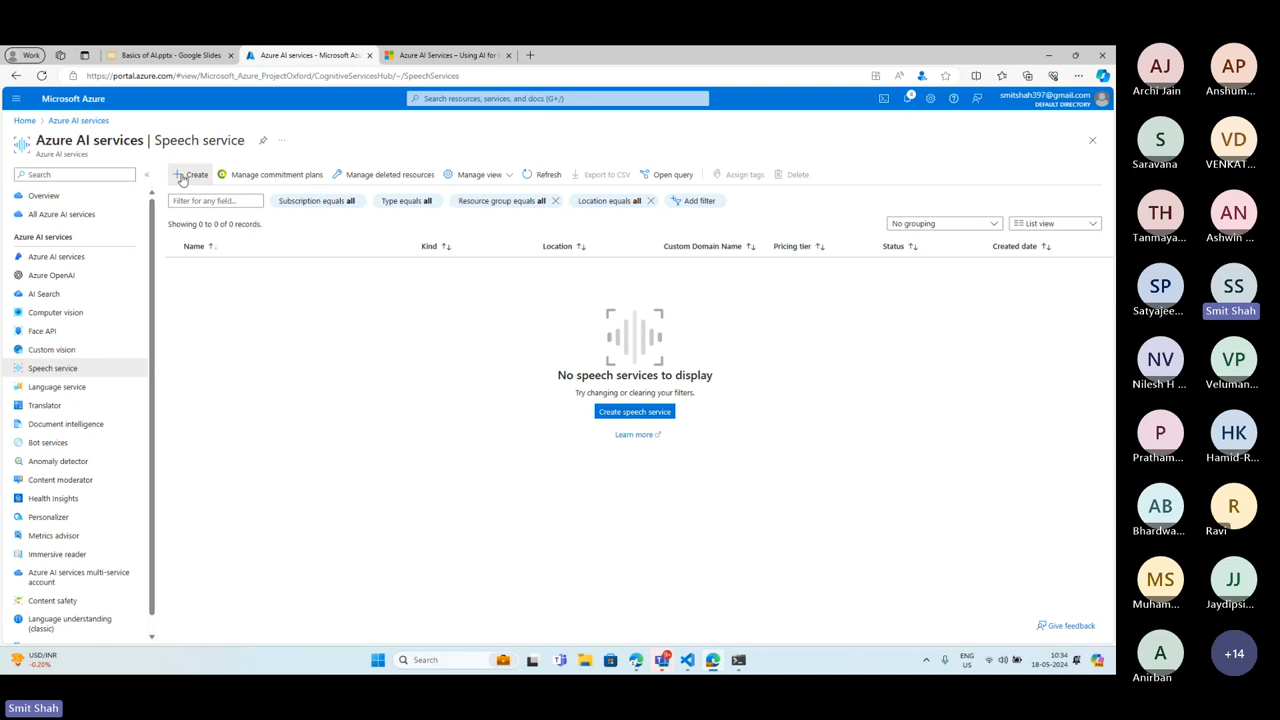 Work
Basics of AI.pptx - Google Slides
Azure AI services - Microsoft Az
Azure AI Services – Using AI for
https://portal.azure.com/#view/Microsoft_Azure_ProjectOxford/CognitiveServicesHub/~/SpeechServices
Microsoft Azure
Search resources, services, and docs (G+/)
4
smitshah397@gmail.com
DEFAULT DIRECTORY
Home > Azure AI services
Azure AI services | Speech service
Azure AI services
Search
Create
Manage commitment plans
Manage deleted resources
Manage view
Refresh
Export to CSV
Open query
Assign tags
Delete
Filter for any field...
Subscription equals all
Type equals all
Resource group equals all
Location equals all
Add filter
Showing 0 to 0 of 0 records.
No grouping
List view
Name
Kind
Location
Custom Domain Name
Pricing tier
Status
Created date
Overview
All Azure AI services
Azure AI services
Azure AI services
Azure OpenAI
AI Search
Computer vision
Face API
Custom vision
Speech service
Language service
Translator
Document intelligence
Bot services
Anomaly detector
Content moderator
Health Insights
Personalizer
Metrics advisor
Immersive reader
Azure AI services multi-service
account
Content safety
Language understanding
(classic)
No speech services to display
Try changing or clearing your filters.
Create speech service
Learn more
Give feedback
USD/INR
-0.20%
Search
ENG
US
10:34
18-05-2024
Smit Shah
AJ
Archi Jain
AP
Anshum...
S
Saravana
VD
VENKAT...
TH
Tanmaya...
AN
Ashwin ...
SP
Satyajee...
SS
Smit Shah
NV
Nilesh H ...
VP
Veluman...
P
Pratham...
HK
Hamid-R...
AB
Bhardwa...
R
Ravi
MS
Muham...
JJ
Jaydipsi...
A
Anirban
+14